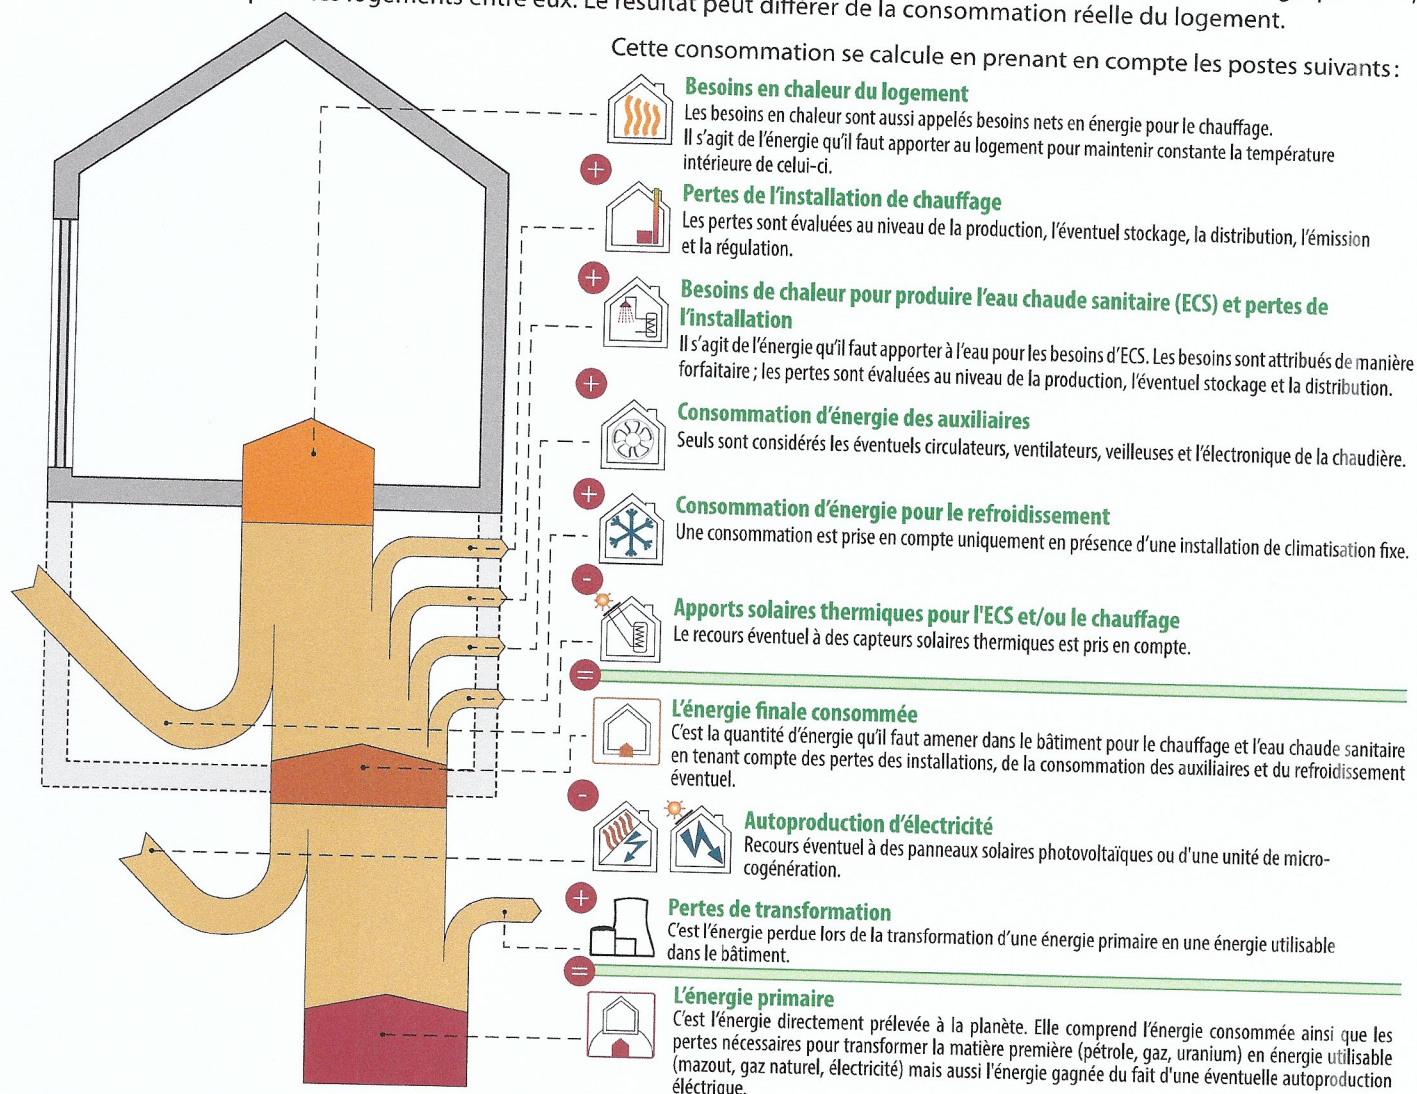 logements entre eux. Le résultat peut différer de la consommation réelle du logement.
Cette consommation se calcule en prenant en compte les postes suivants :
Besoins en chaleur du logement
Les besoins en chaleur sont aussi appelés besoins nets en énergie pour le chauffage.
Il s'agit de l'énergie qu'il faut apporter au logement pour maintenir constante la température
intérieure de celui-ci.
+
Pertes de l'installation de chauffage
Les pertes sont évaluées au niveau de la production, l'éventuel stockage, la distribution, l'émission
et la régulation.
+
Besoins de chaleur pour produire l'eau chaude sanitaire (ECS) et pertes de
l'installation
Il s'agit de l'énergie qu'il faut apporter à l'eau pour les besoins d'ECS. Les besoins sont attribués de manière
forfaitaire ; les pertes sont évaluées au niveau de la production, l'éventuel stockage et la distribution.
+
Consommation d'énergie des auxiliaires
Seuls sont considérés les éventuels circulateurs, ventilateurs, veilleuses et l'électronique de la chaudière.
+
Consommation d'énergie pour le refroidissement
Une consommation est prise en compte uniquement en présence d'une installation de climatisation fixe.
-
Apports solaires thermiques pour l'ECS et/ou le chauffage
Le recours éventuel à des capteurs solaires thermiques est pris en compte.
=
L'énergie finale consommée
C'est la quantité d'énergie qu'il faut amener dans le bâtiment pour le chauffage et l'eau chaude sanitaire
en tenant compte des pertes des installations, de la consommation des auxiliaires et du refroidissement
éventuel.
-
Autoproduction d'électricité
Recours éventuel à des panneaux solaires photovoltaïques ou d'une unité de micro-
cogénération.
+
Pertes de transformation
C'est l'énergie perdue lors de la transformation d'une énergie primaire en une énergie utilisable
dans le bâtiment.
=
L'énergie primaire
C'est l'énergie directement prélevée à la planète. Elle comprend l'énergie consommée ainsi que les
pertes nécessaires pour transformer la matière première (pétrole, gaz, uranium) en énergie utilisable
(mazout, gaz naturel, électricité) mais aussi l'énergie gagnée du fait d'une éventuelle autoproduction
éléctrique.